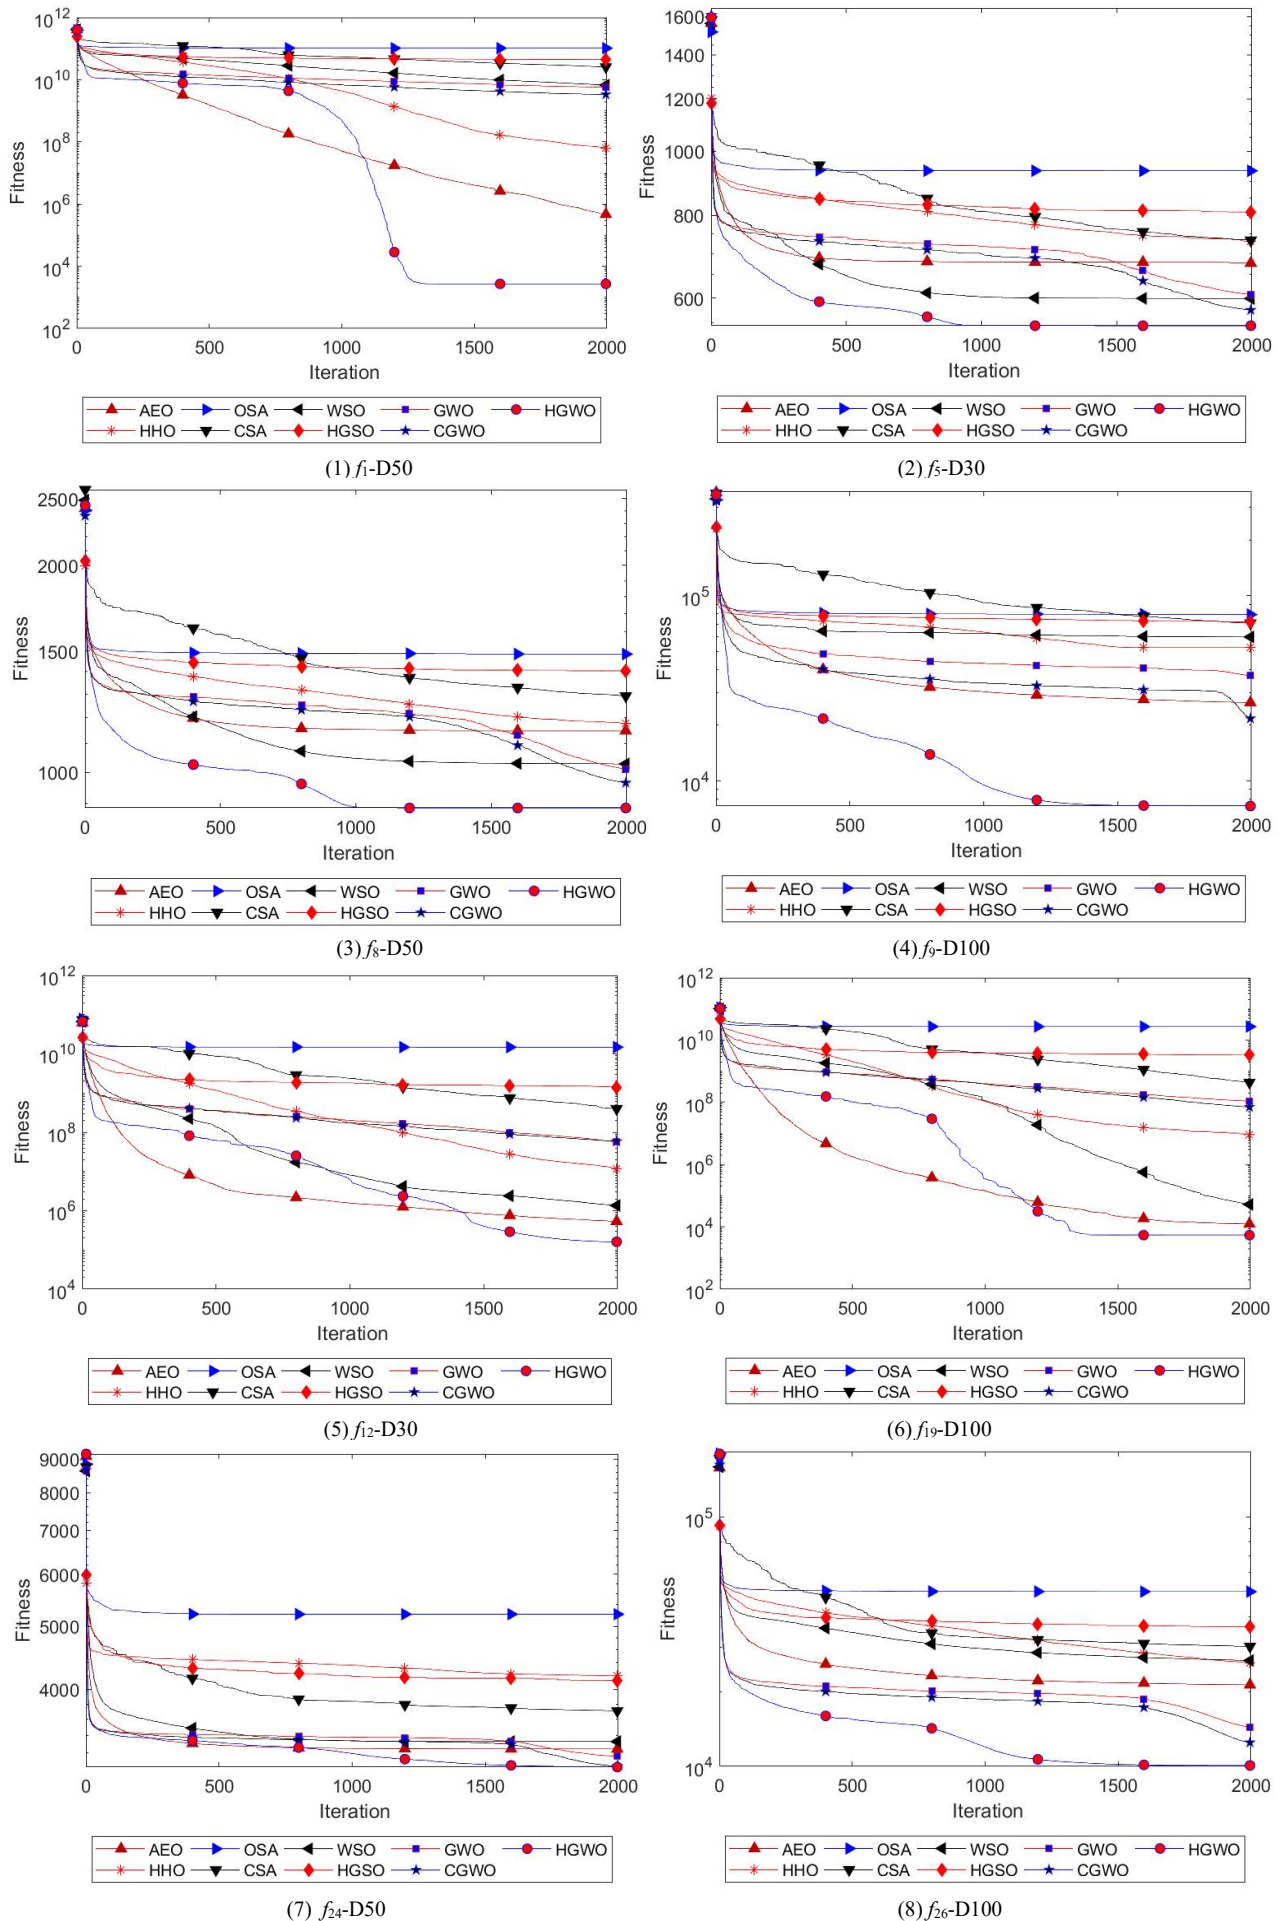 10^12
10^10
10^8
10^6
10^4
10^2
Fitness
0 500 1000 1500 2000
Iteration
AEO OSA WSO GWO HGWO
HHO CSA HGSO CGWO
(1) f1-D50
1600
1400
1200
1000
800
600
Fitness
0 500 1000 1500 2000
Iteration
AEO OSA WSO GWO HGWO
HHO CSA HGSO CGWO
(2) f5-D30
2500
2000
1500
1000
Fitness
0 500 1000 1500 2000
Iteration
AEO OSA WSO GWO HGWO
HHO CSA HGSO CGWO
(3) f8-D50
10^5
10^4
Fitness
0 500 1000 1500 2000
Iteration
AEO OSA WSO GWO HGWO
HHO CSA HGSO CGWO
(4) f9-D100
10^12
10^10
10^8
10^6
10^4
Fitness
0 500 1000 1500 2000
Iteration
AEO OSA WSO GWO HGWO
HHO CSA HGSO CGWO
(5) f12-D30
10^12
10^10
10^8
10^6
10^4
10^2
Fitness
0 500 1000 1500 2000
Iteration
AEO OSA WSO GWO HGWO
HHO CSA HGSO CGWO
(6) f19-D100
9000
8000
7000
6000
5000
4000
Fitness
0 500 1000 1500 2000
Iteration
AEO OSA WSO GWO HGWO
HHO CSA HGSO CGWO
(7) f24-D50
10^5
10^4
Fitness
0 500 1000 1500 2000
Iteration
AEO OSA WSO GWO HGWO
HHO CSA HGSO CGWO
(8) f26-D100